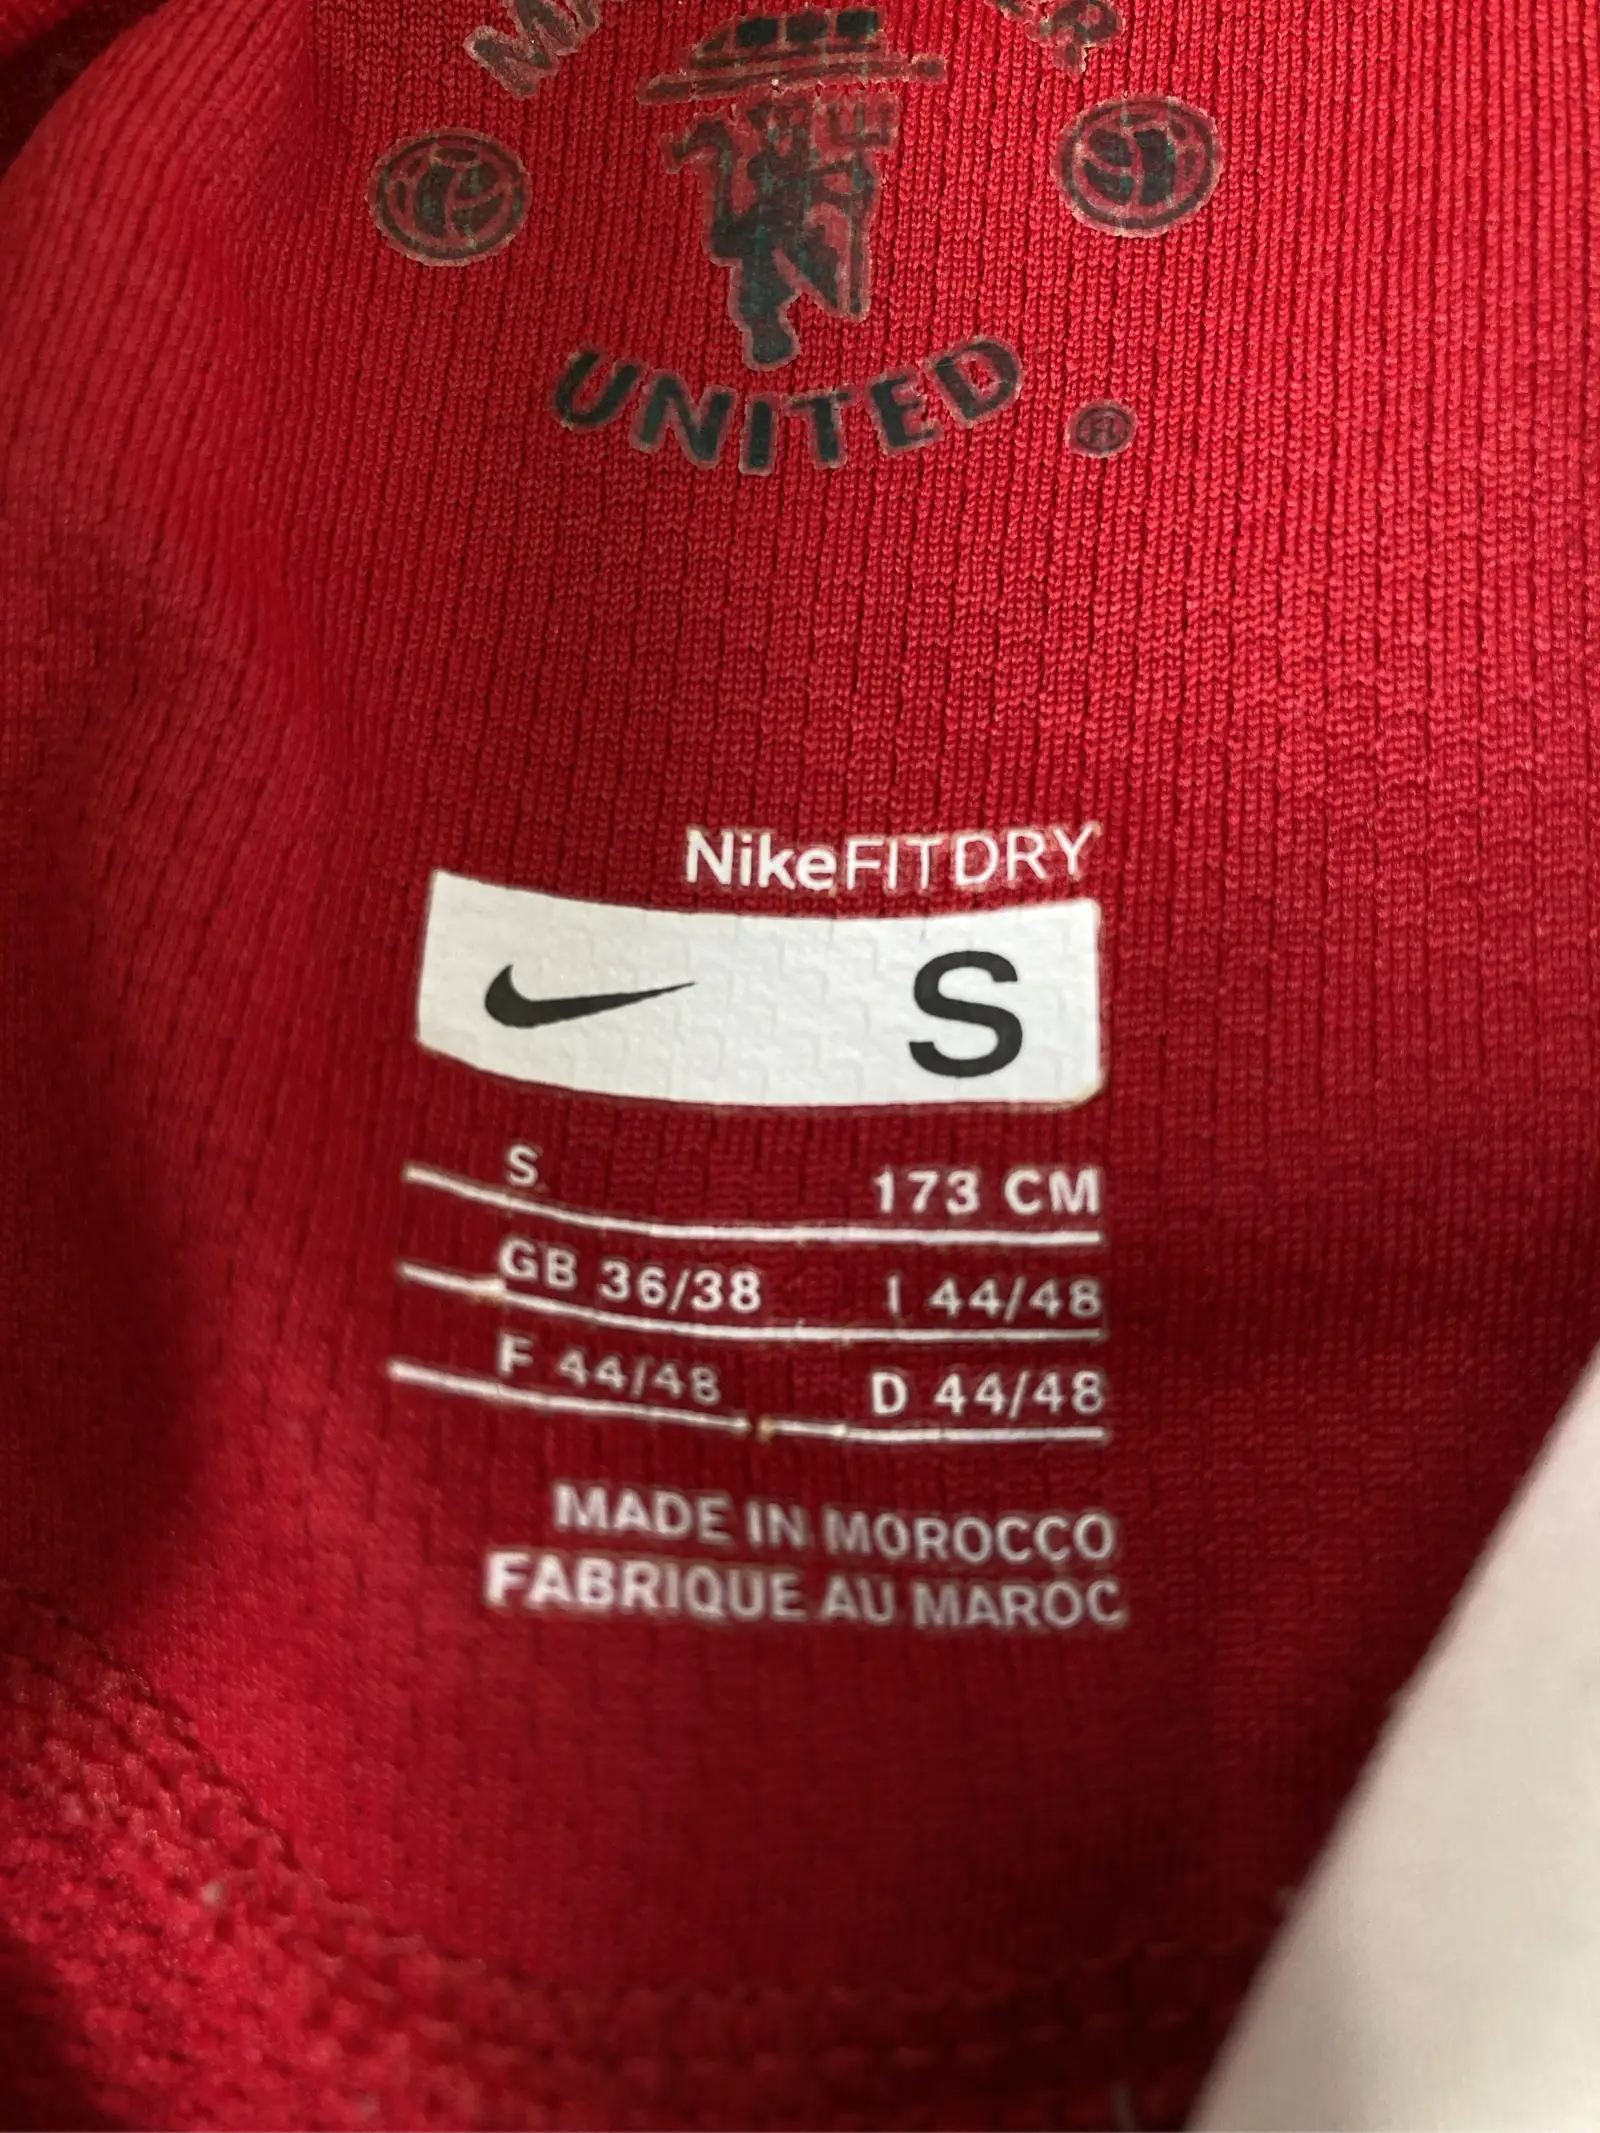 UNITED
®
NikeFITDRY
S
S 173 CM
GB 36/38 I 44/48
F 44/48 D 44/48
MADE IN MOROCCO
FABRIQUE AU MAROC